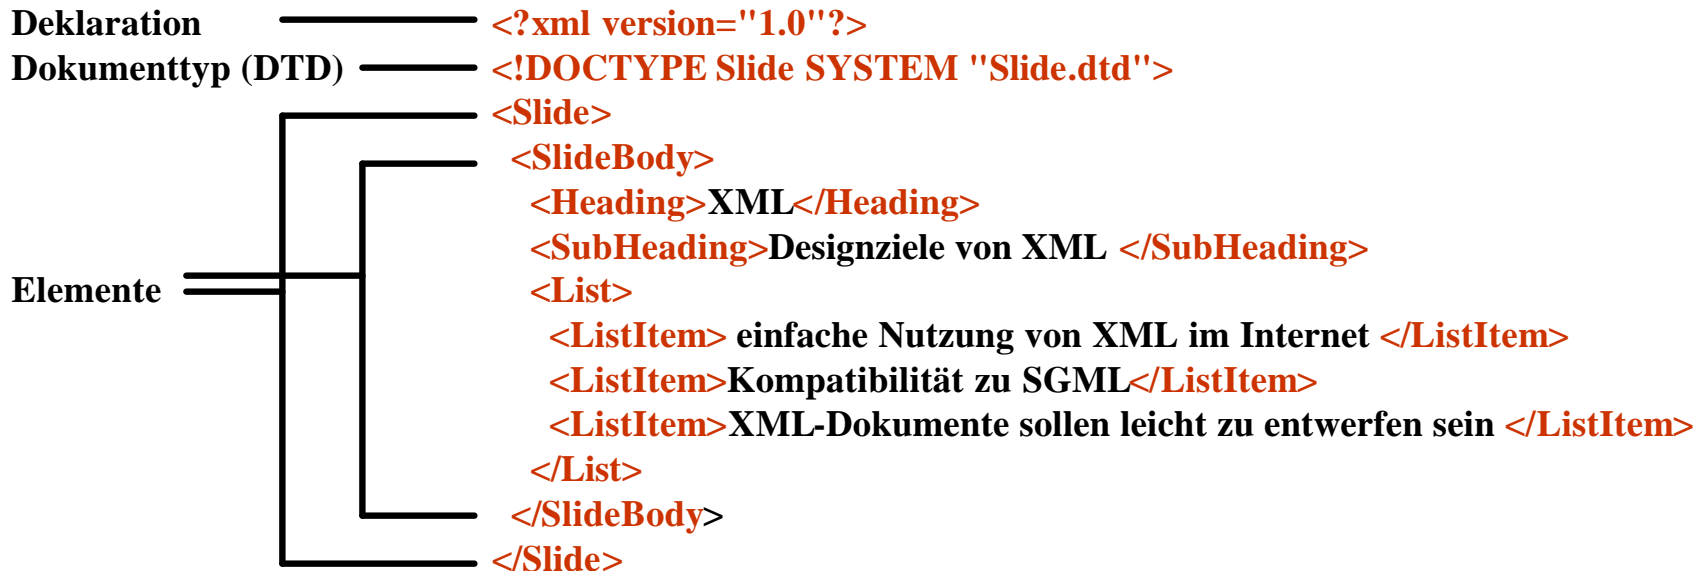 Deklaration <?xml version="1.0"?>
Dokumenttyp (DTD) <!DOCTYPE Slide SYSTEM "Slide.dtd">
<Slide>
<SlideBody>
<Heading>XML</Heading>
<SubHeading>Designziele von XML </SubHeading>
Elemente <List>
<ListItem> einfache Nutzung von XML im Internet </ListItem>
<ListItem>Kompatibilität zu SGML</ListItem>
<ListItem>XML-Dokumente sollen leicht zu entwerfen sein </ListItem>
</List>
</SlideBody>
</Slide>